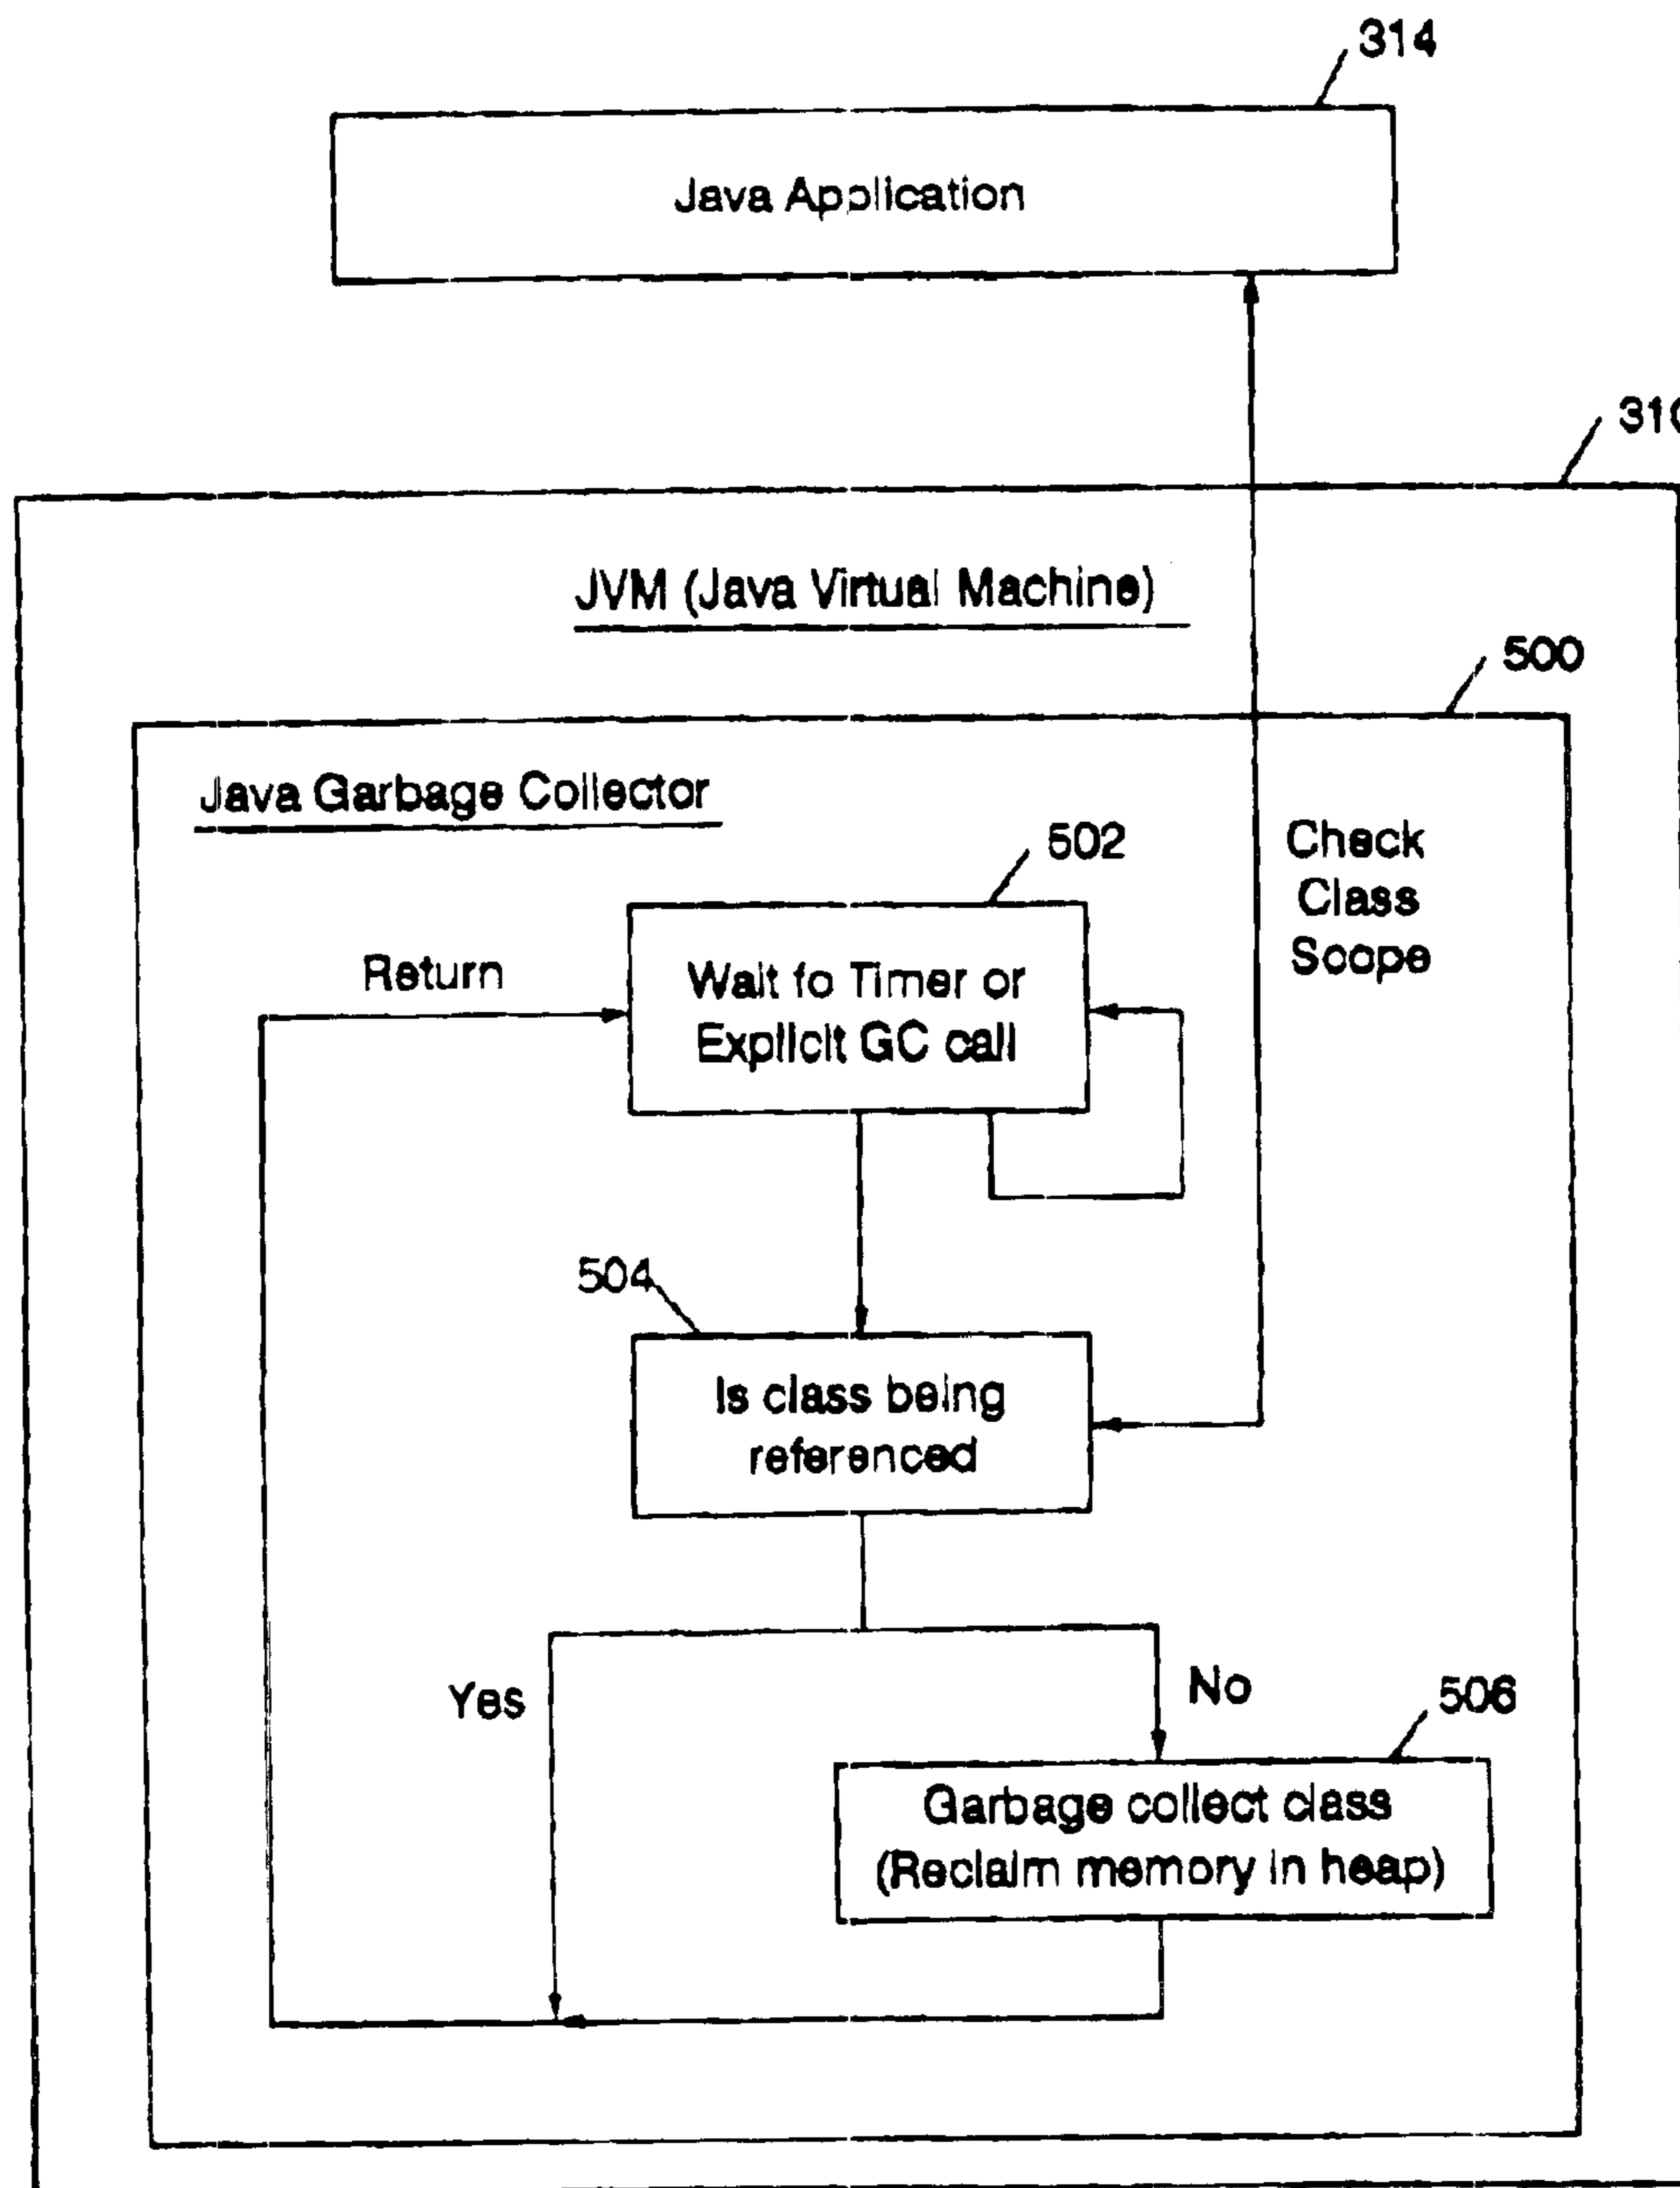 314
Java Application
310
JVM (Java Virtual Machine)
500
Java Garbage Collector
502
Check
Class
Scope
Return
Wait fo Timer or
Explicit GC call
504
Is class being
referenced
Yes
No
506
Garbage collect class
(Reclaim memory in heap)